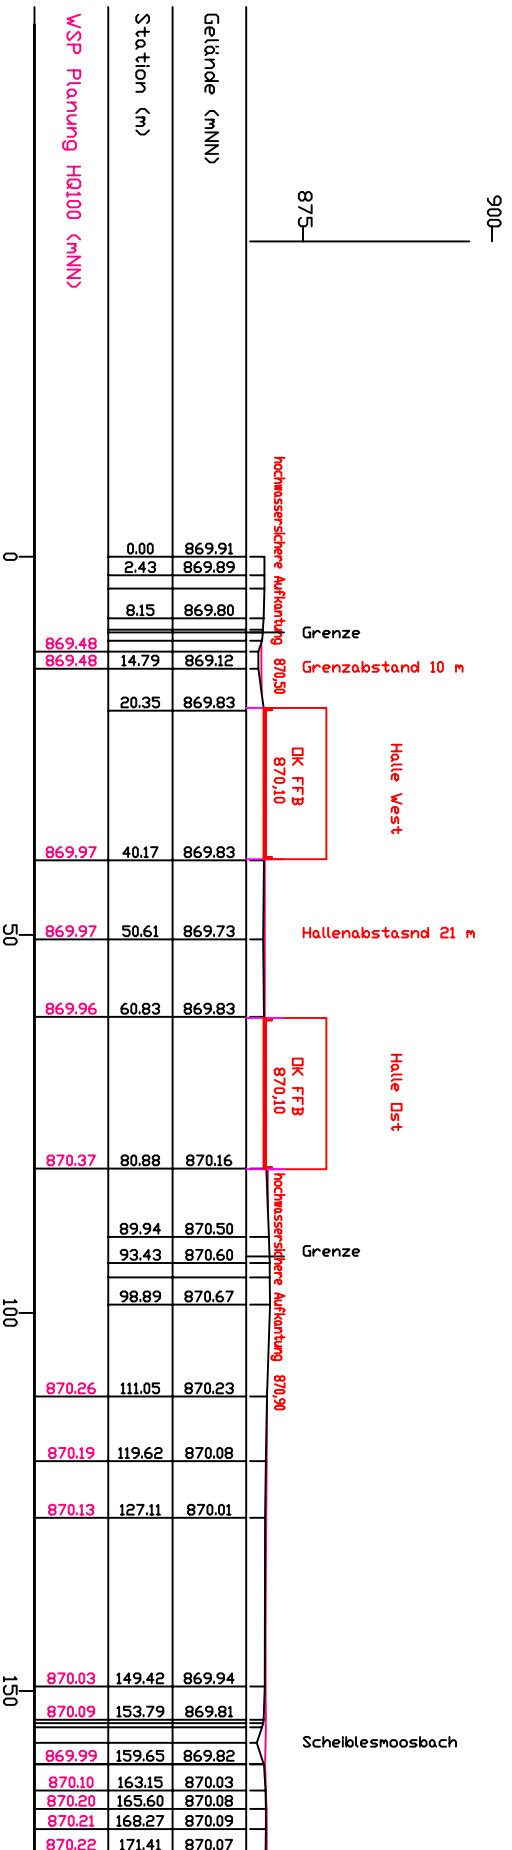 900
875
Gelände (mNN)
Station (m)
WSP Planung HQ100 (mNN)
hochwassersichere Aufkantung 870,50
0
0.00 869.91
2.43 869.89
8.15 869.80
Grenze
869.48
869.48 14.79 869.12
Grenzabstand 10 m
20.35 869.83
Halle West
OK FFB
870,10
869.97 40.17 869.83
50
869.97 50.61 869.73
Hallenabstasnd 21 m
869.96 60.83 869.83
Halle Ost
OK FFB
870,10
870.37 80.88 870.16
hochwassersichere Aufkantung 870,90
89.94 870.50
Grenze
93.43 870.60
98.89 870.67
100
870.26 111.05 870.23
870.19 119.62 870.08
870.13 127.11 870.01
870.03 149.42 869.94
150
870.09 153.79 869.81
Scheiblesmoosbach
869.99 159.65 869.82
870.10 163.15 870.03
870.20 165.60 870.08
870.21 168.27 870.09
870.22 171.41 870.07